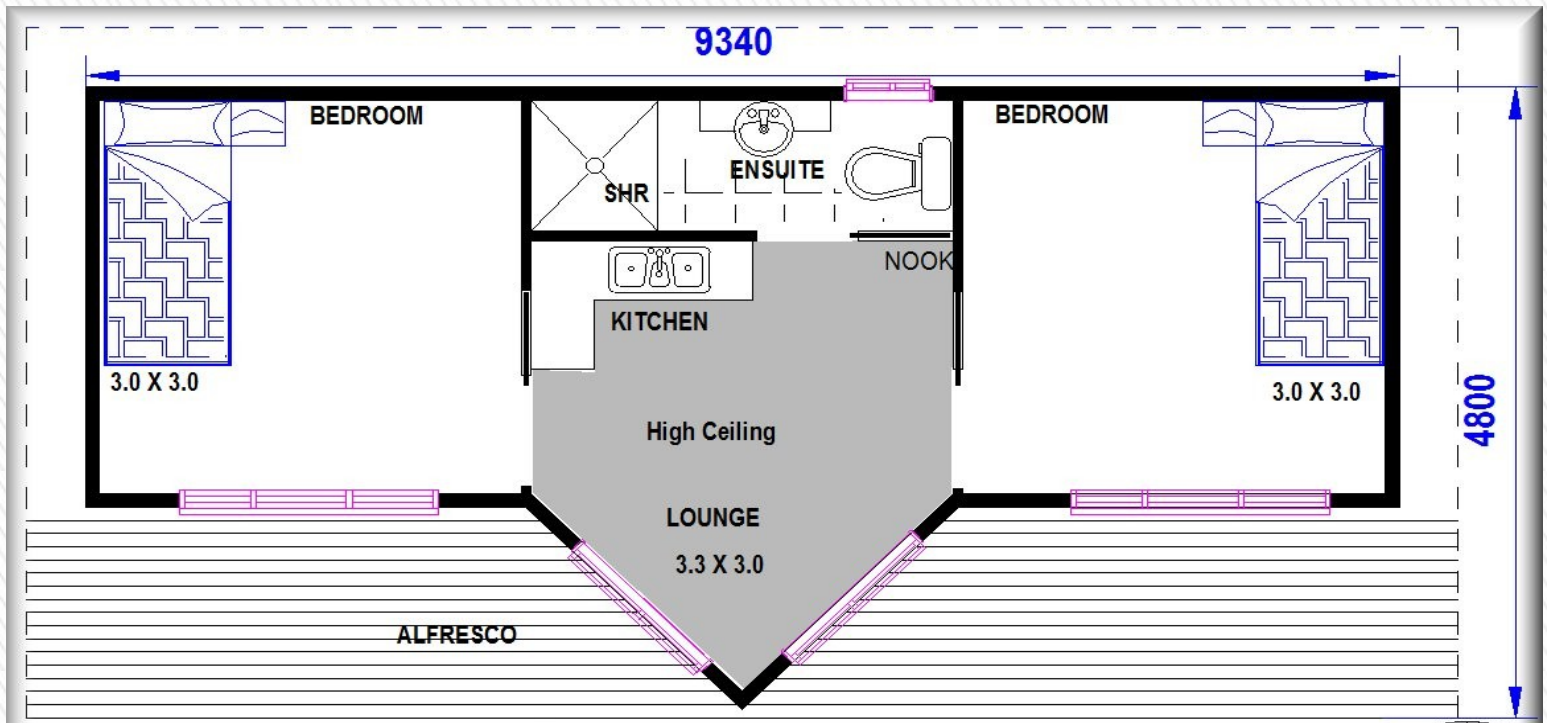 9340
BEDROOM
BEDROOM
ENSUITE
SHR
NOOK
KITCHEN
3.0 X 3.0
3.0 X 3.0
4800
High Ceiling
LOUNGE
3.3 X 3.0
ALFRESCO